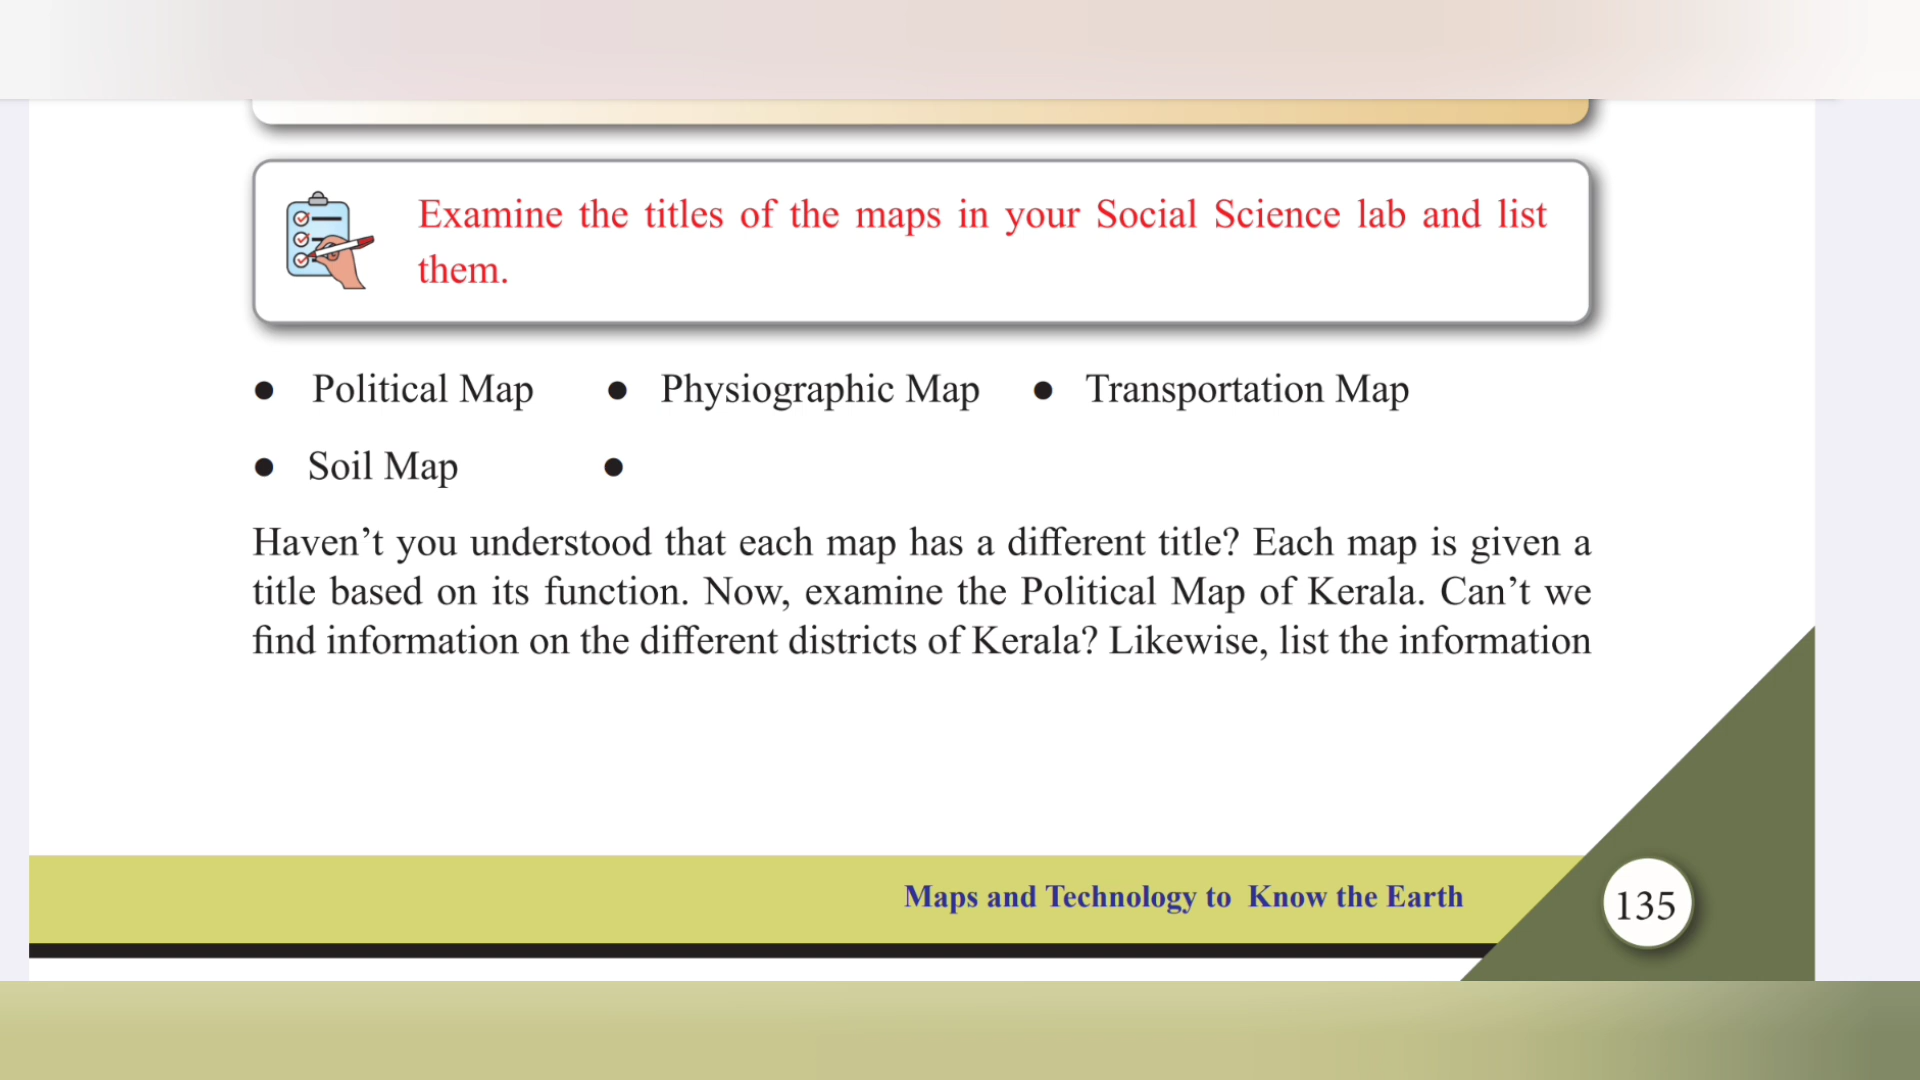 Examine the titles of the maps in your Social Science lab and list
them.
● Political Map ● Physiographic Map ● Transportation Map
● Soil Map ●
Haven’t you understood that each map has a different title? Each map is given a
title based on its function. Now, examine the Political Map of Kerala. Can’t we
find information on the different districts of Kerala? Likewise, list the information
Maps and Technology to Know the Earth
135